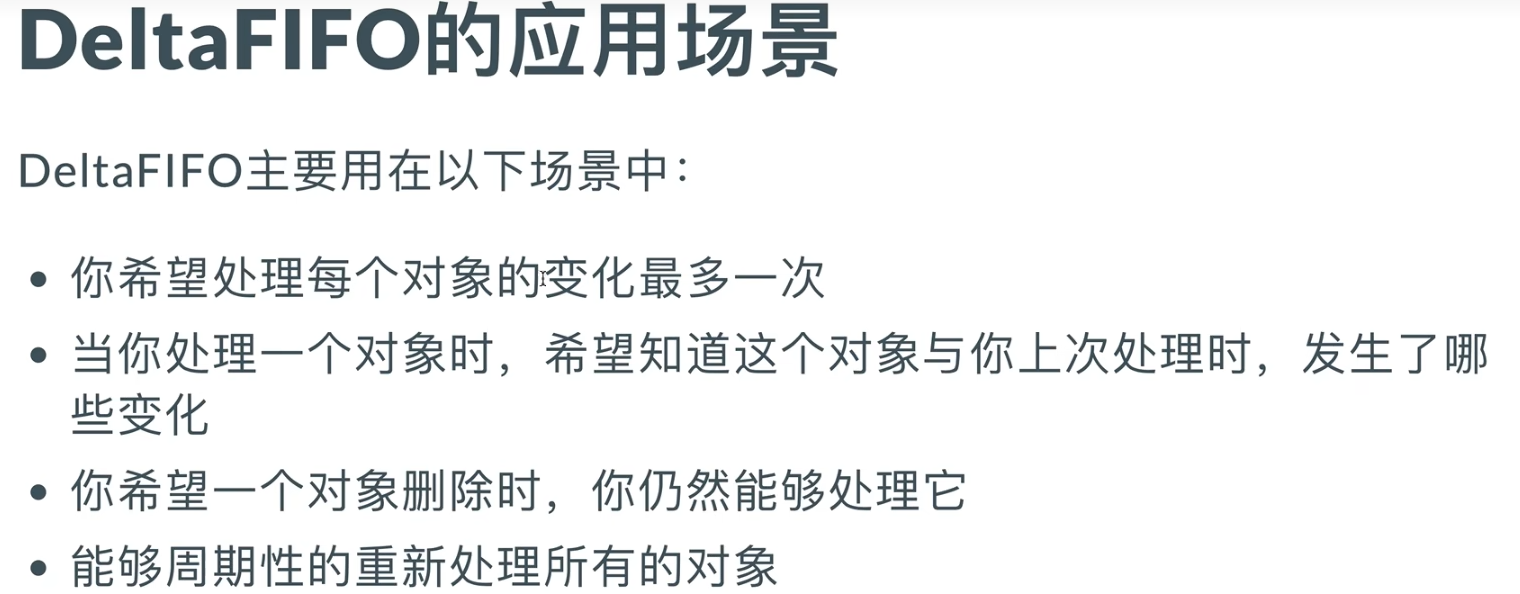 DeltaFIFO的应用场景
DeltaFIFO主要用在以下场景中：
• 你希望处理每个对象的变化最多一次
• 当你处理一个对象时，希望知道这个对象与你上次处理时，发生了哪
些变化
• 你希望一个对象删除时，你仍然能够处理它
• 能够周期性的重新处理所有的对象